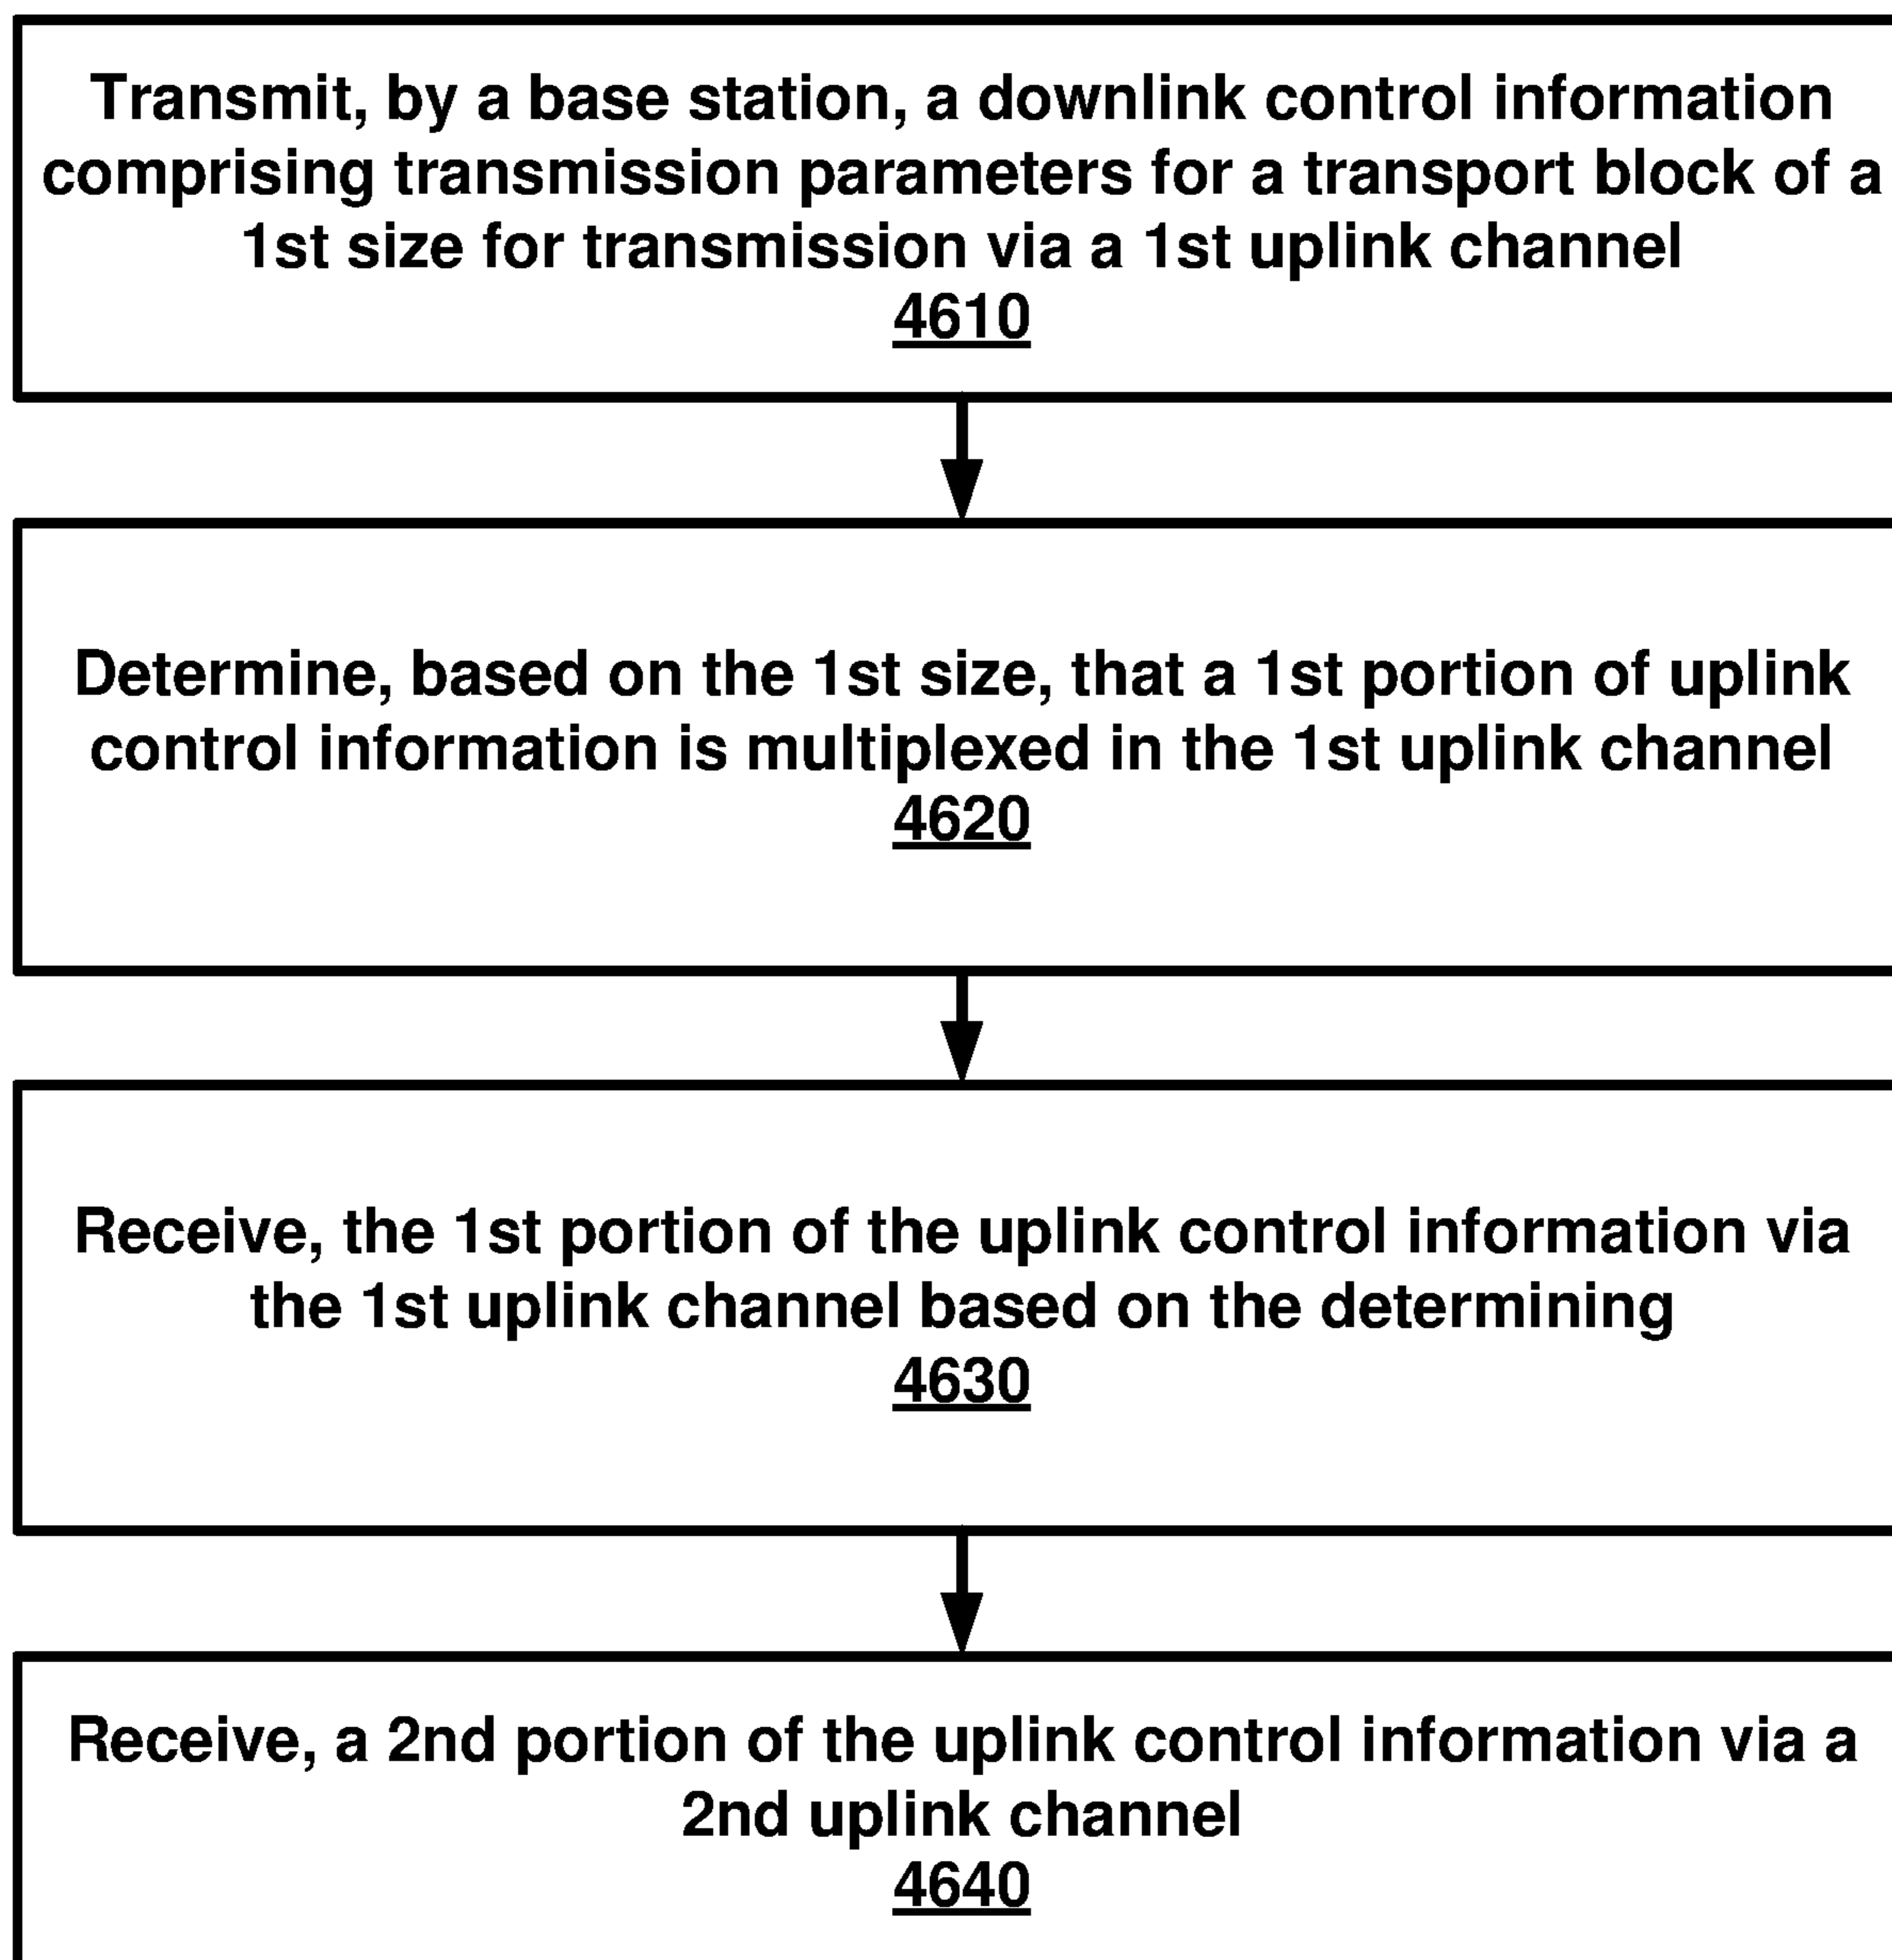 Transmit, by a base station, a downlink control information
comprising transmission parameters for a transport block of a
1st size for transmission via a 1st uplink channel
4610
Determine, based on the 1st size, that a 1st portion of uplink
control information is multiplexed in the 1st uplink channel
4620
Receive, the 1st portion of the uplink control information via
the 1st uplink channel based on the determining
4630
Receive, a 2nd portion of the uplink control information via a
2nd uplink channel
4640